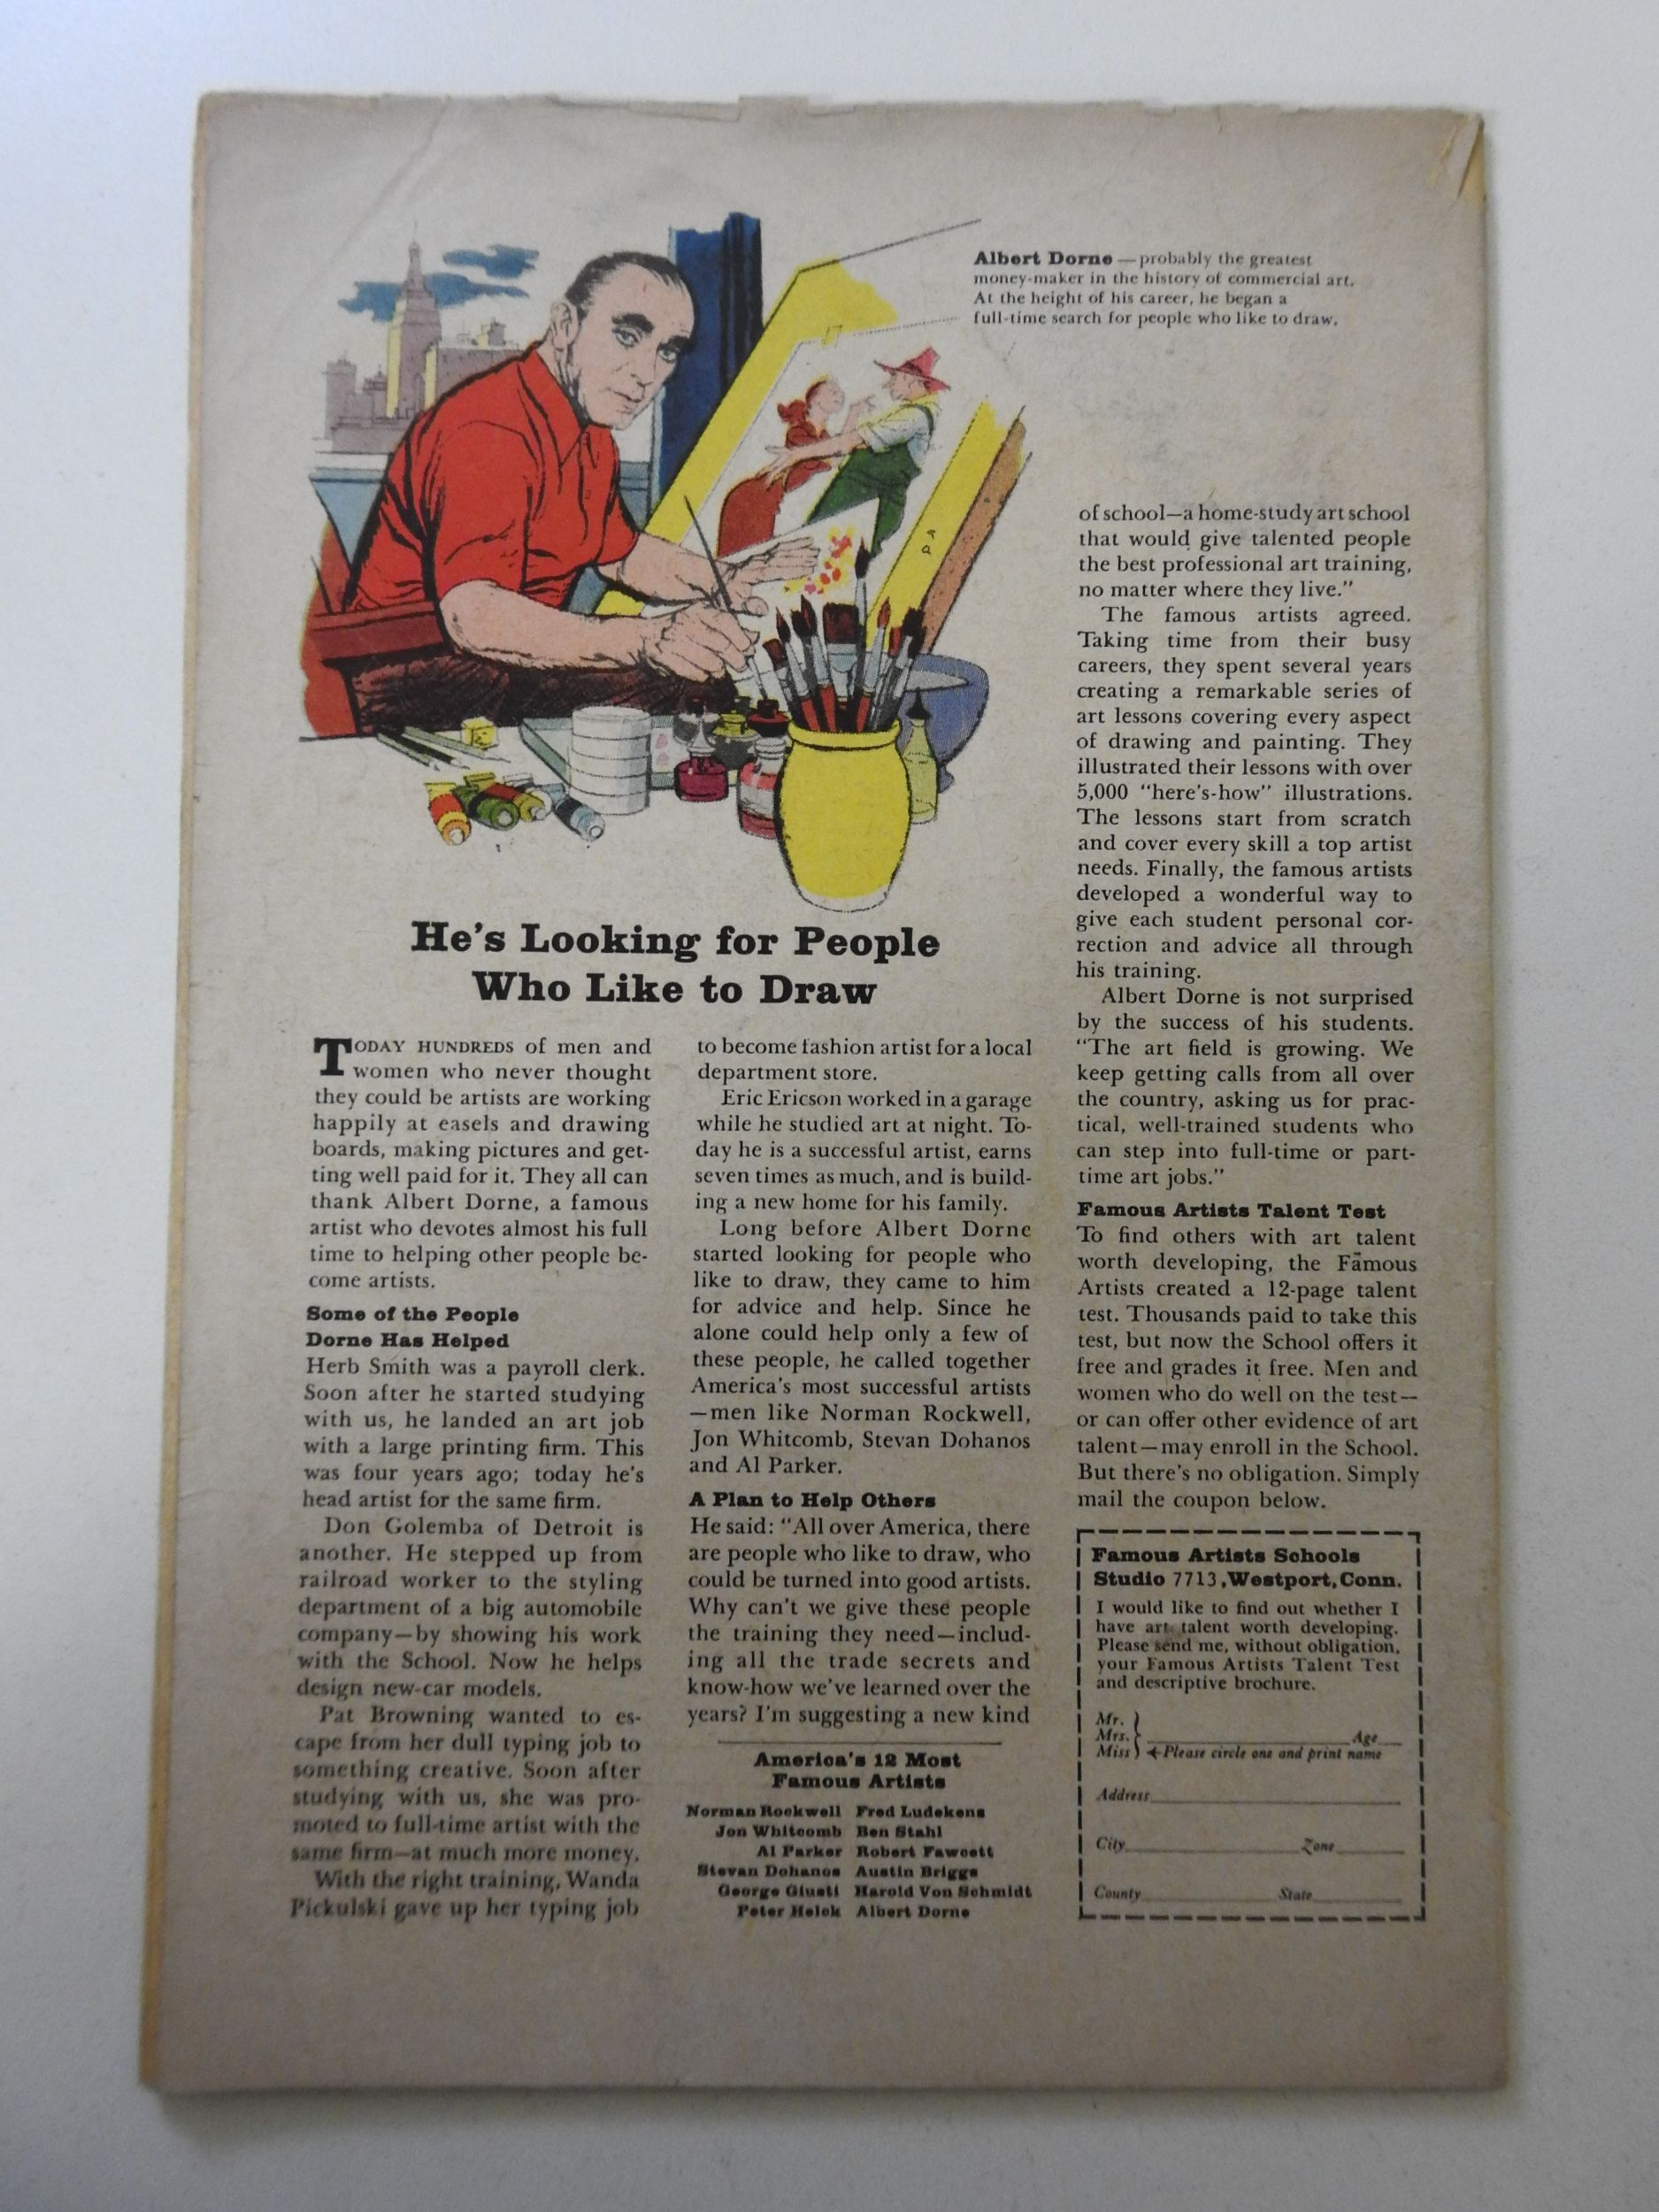 Albert Dorne — probably the greatest
money-maker in the history of commercial art.
At the height of his career, he began a
full-time search for people who like to draw.
He's Looking for People
Who Like to Draw
TODAY HUNDREDS of men and
women who never thought
they could be artists are working
happily at easels and drawing
boards, making pictures and get-
ting well paid for it. They all can
thank Albert Dorne, a famous
artist who devotes almost his full
time to helping other people be-
come artists.
Some of the People
Dorne Has Helped
Herb Smith was a payroll clerk.
Soon after he started studying
with us, he landed an art job
with a large printing firm. This
was four years ago; today he's
head artist for the same firm.
Don Golemba of Detroit is
another. He stepped up from
railroad worker to the styling
department of a big automobile
company—by showing his work
with the School. Now he helps
design new-car models.
Pat Browning wanted to es-
cape from her dull typing job to
something creative. Soon after
studying with us, she was pro-
moted to full-time artist with the
same firm—at much more money.
With the right training, Wanda
Pickulski gave up her typing job
to become fashion artist for a local
department store.
Eric Ericson worked in a garage
while he studied art at night. To-
day he is a successful artist, earns
seven times as much, and is build-
ing a new home for his family.
Long before Albert Dorne
started looking for people who
like to draw, they came to him
for advice and help. Since he
alone could help only a few of
these people, he called together
America's most successful artists
—men like Norman Rockwell,
Jon Whitcomb, Stevan Dohanos
and Al Parker.
A Plan to Help Others
He said: "All over America, there
are people who like to draw, who
could be turned into good artists.
Why can't we give these people
the training they need—includ-
ing all the trade secrets and
know-how we've learned over the
years? I'm suggesting a new kind
America's 12 Most
Famous Artists
Norman Rockwell Fred Ludekens
Jon Whitcomb Ben Stahl
Al Parker Robert Fawcett
Stevan Dohanos Austin Briggs
George Giusti Harold Von Schmidt
Peter Helck Albert Dorne
of school—a home-study art school
that would give talented people
the best professional art training,
no matter where they live."
The famous artists agreed.
Taking time from their busy
careers, they spent several years
creating a remarkable series of
art lessons covering every aspect
of drawing and painting. They
illustrated their lessons with over
5,000 "here's-how" illustrations.
The lessons start from scratch
and cover every skill a top artist
needs. Finally, the famous artists
developed a wonderful way to
give each student personal cor-
rection and advice all through
his training.
Albert Dorne is not surprised
by the success of his students.
"The art field is growing. We
keep getting calls from all over
the country, asking us for prac-
tical, well-trained students who
can step into full-time or part-
time art jobs."
Famous Artists Talent Test
To find others with art talent
worth developing, the Famous
Artists created a 12-page talent
test. Thousands paid to take this
test, but now the School offers it
free and grades it free. Men and
women who do well on the test—
or can offer other evidence of art
talent—may enroll in the School.
But there's no obligation. Simply
mail the coupon below.
Famous Artists Schools
Studio 7713, Westport, Conn.
I would like to find out whether I
have art talent worth developing.
Please send me, without obligation,
your Famous Artists Talent Test
and descriptive brochure.
Mr.
Mrs. Age
Miss Please circle one and print name
Address
City Zone
County State